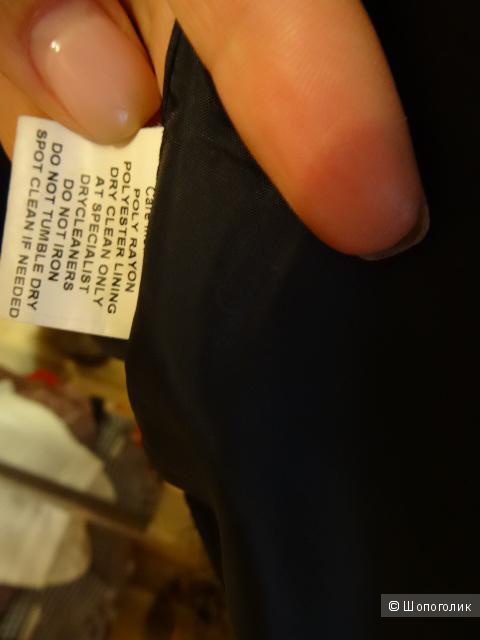 Care
POLY RAYON
POLYESTER LINING
DRY CLEAN ONLY
AT SPECIALIST
DRYCLEANERS
DO NOT IRON
DO NOT TUMBLE DRY
SPOT CLEAN IF NEEDED
© Шопоголик